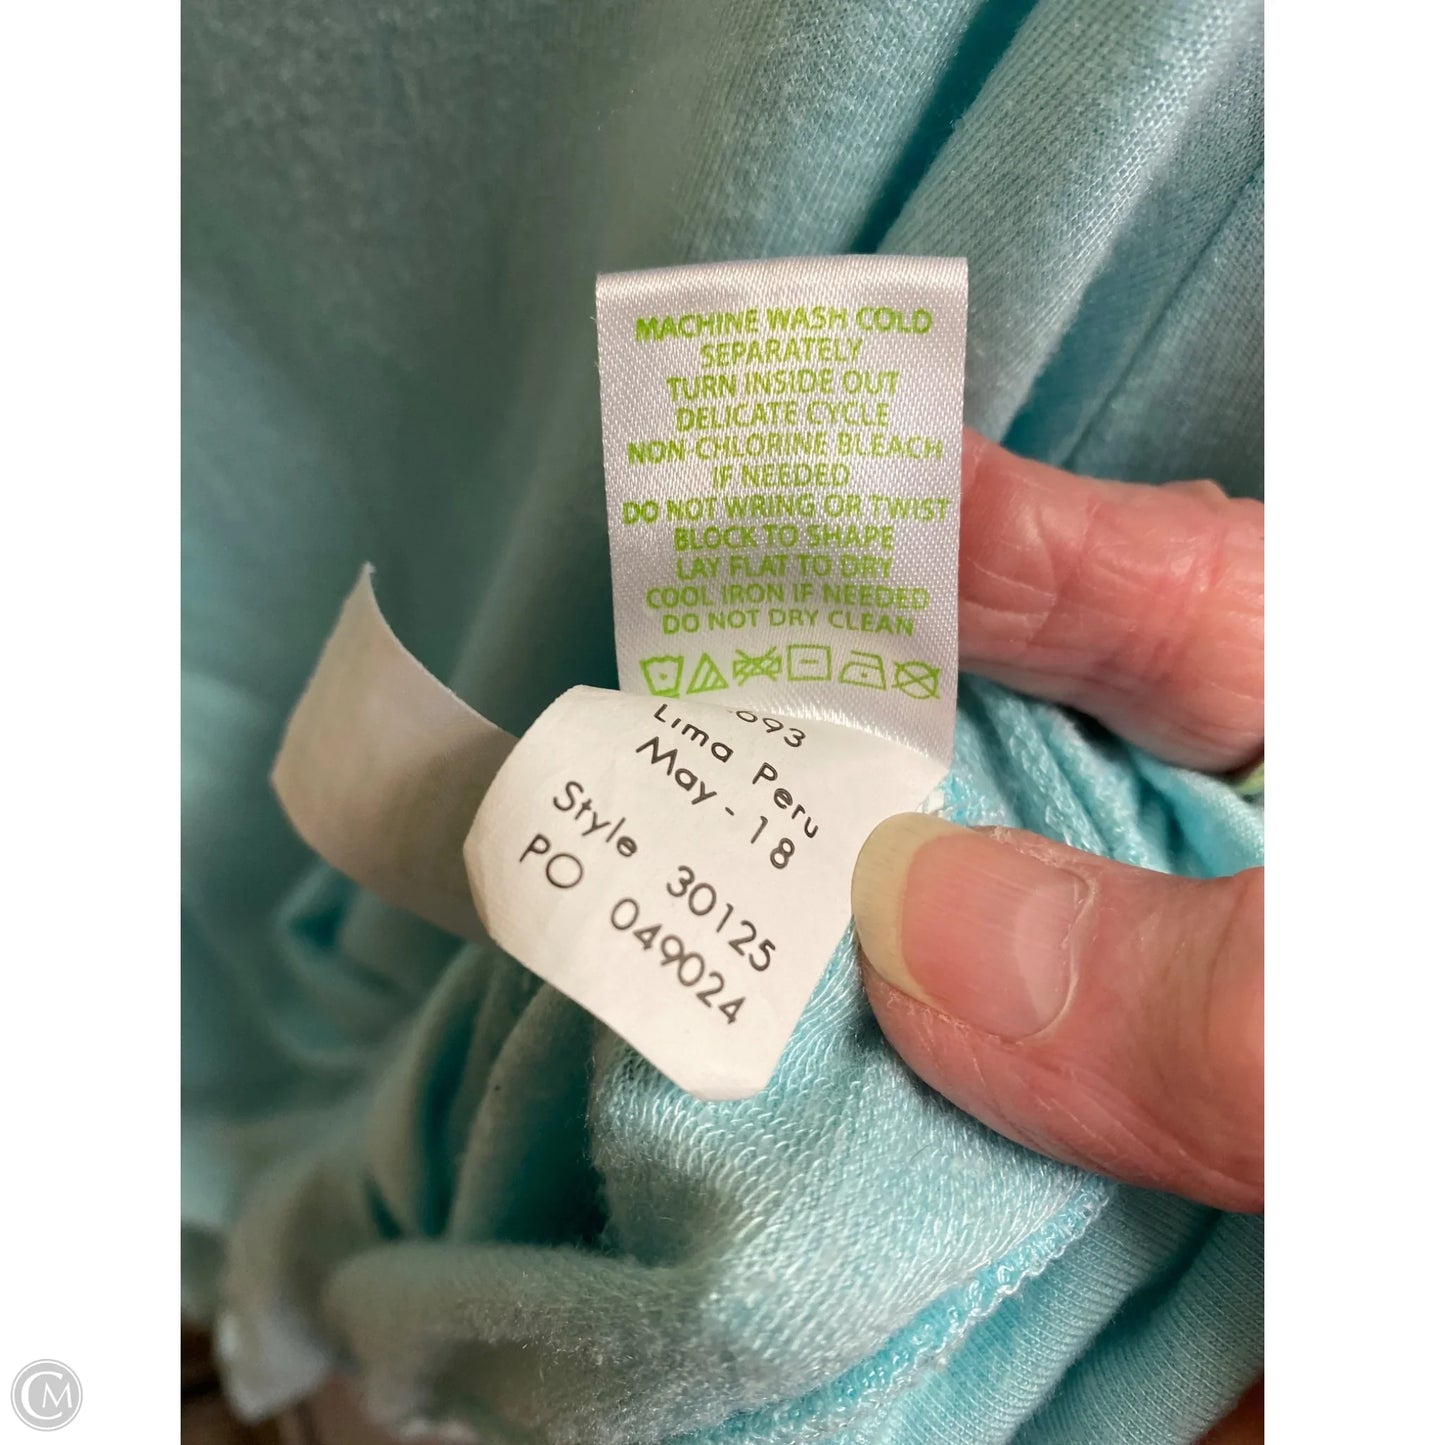 MACHINE WASH COLD
SEPARATELY
TURN INSIDE OUT
DELICATE CYCLE
NON-CHLORINE BLEACH
IF NEEDED
DO NOT WRING OR TWIST
BLOCK TO SHAPE
LAY FLAT TO DRY
COOL IRON IF NEEDED
DO NOT DRY CLEAN
Lima Peru
May - 18
Style 30125
PO 049024
CM